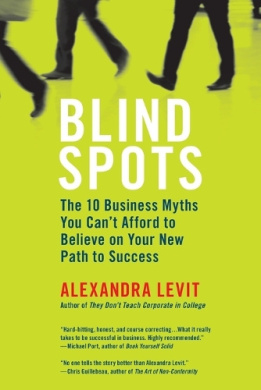 BLIND
SPOTS
The 10 Business Myths
You Can't Afford to
Believe on Your New
Path to Success
ALEXANDRA LEVIT
Author of They Don't Teach Corporate in College
"Hard-hitting, honest, and course correcting...What it really
takes to be successful in business. Highly recommended."
—Michael Port, author of Book Yourself Solid
"No one tells the story better than Alexandra Levit."
—Chris Guillebeau, author of The Art of Non-Conformity